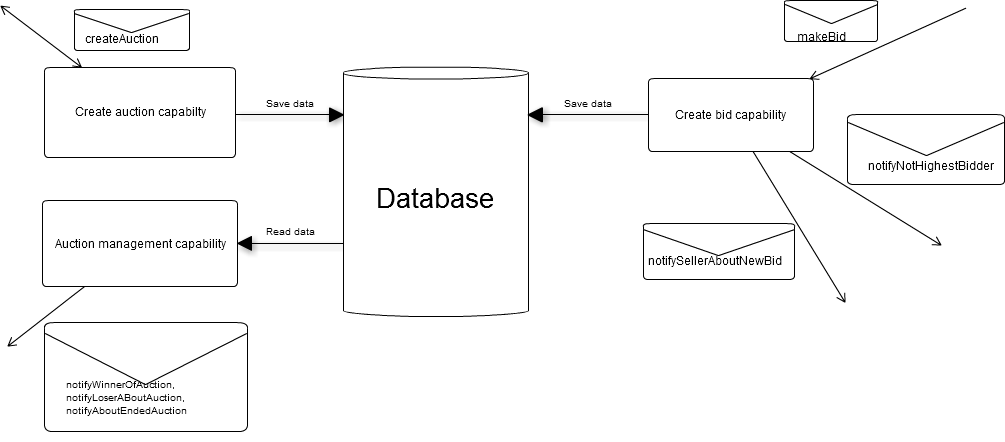 createAuction
makeBid
Create auction capabilty
Save data
Save data
Create bid capability
notifyNotHighestBidder
Database
Auction management capability
Read data
notifySellerAboutNewBid
notifyWinnerOfAuction,
notifyLoserABoutAuction,
notifyAboutEndedAuction